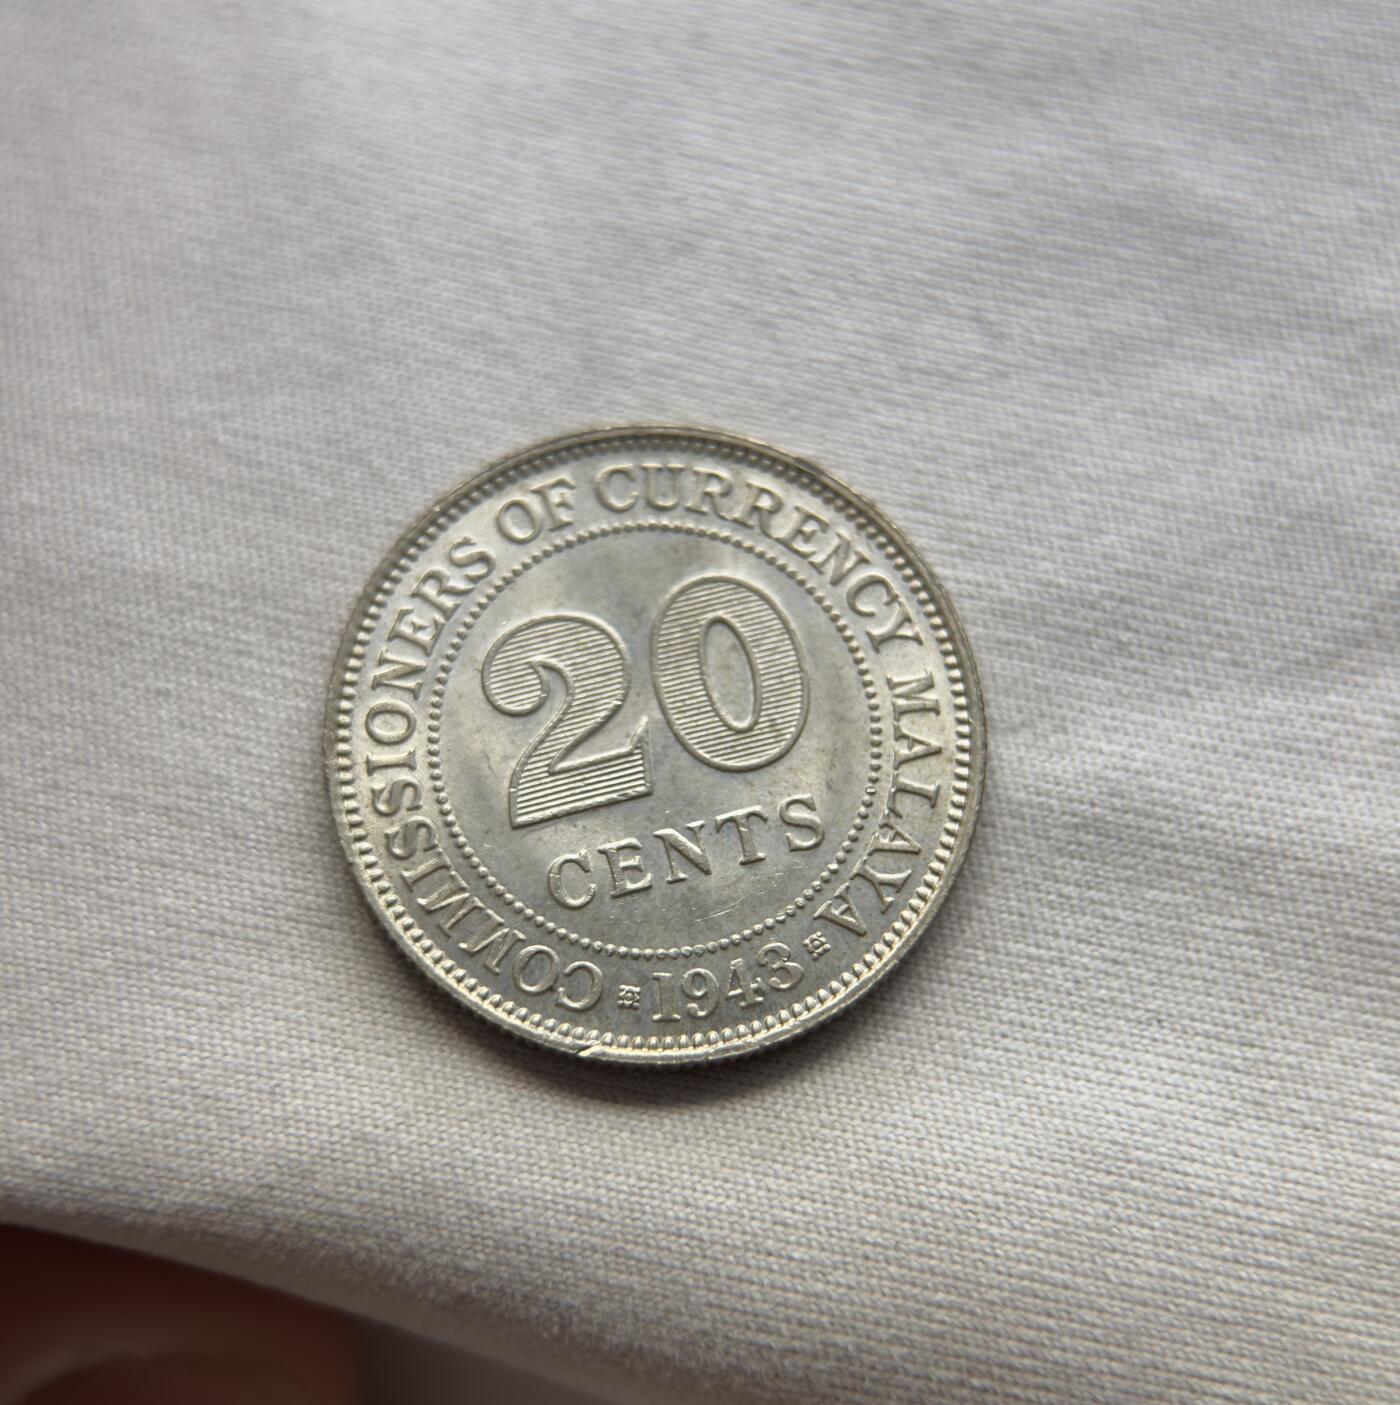 COMMISSIONERS OF CURRENCY MALAYA
20
CENTS
1943